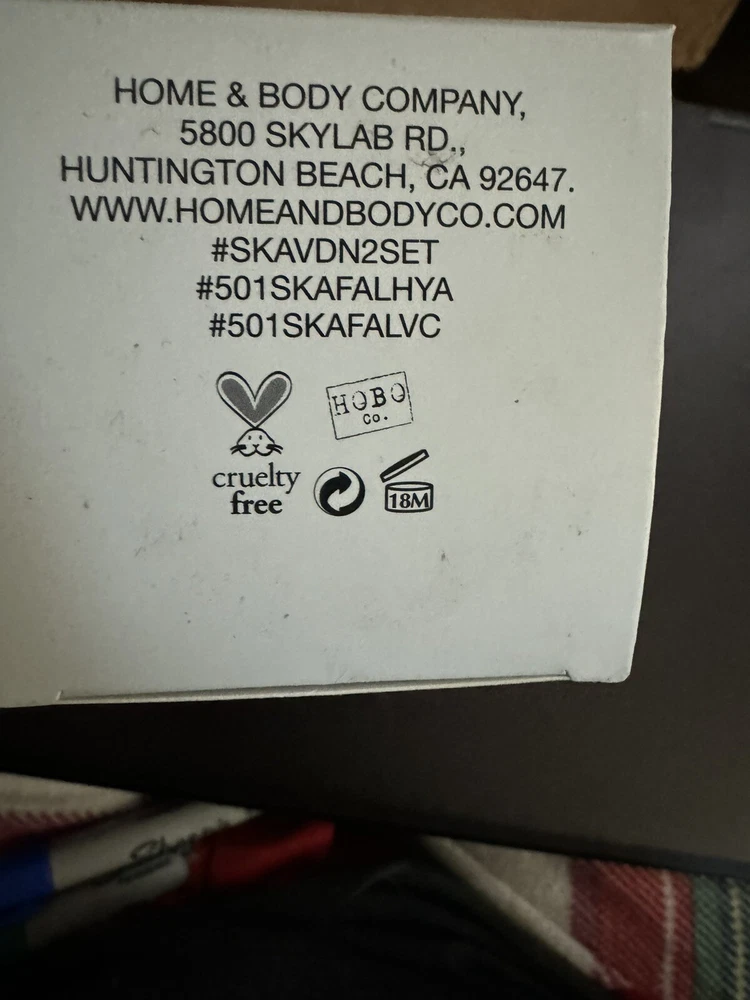 HOME & BODY COMPANY,
5800 SKYLAB RD.,
HUNTINGTON BEACH, CA 92647.
WWW.HOMEANDBODYCO.COM
#SKAVDN2SET
#501SKAFALHYA
#501SKAFALVC
HOBO
Co.
cruelty
free
18M
Sharpie